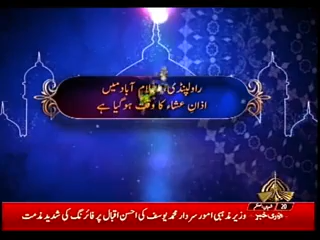 راولپنڈی، اسلام آباد میں
اذانِ عشاء کا وقت ہو گیا ہے
20
وزیر مذہبی امور سردار محمد یوسف کی احسن اقبال پر فائرنگ کی شدید مذمت